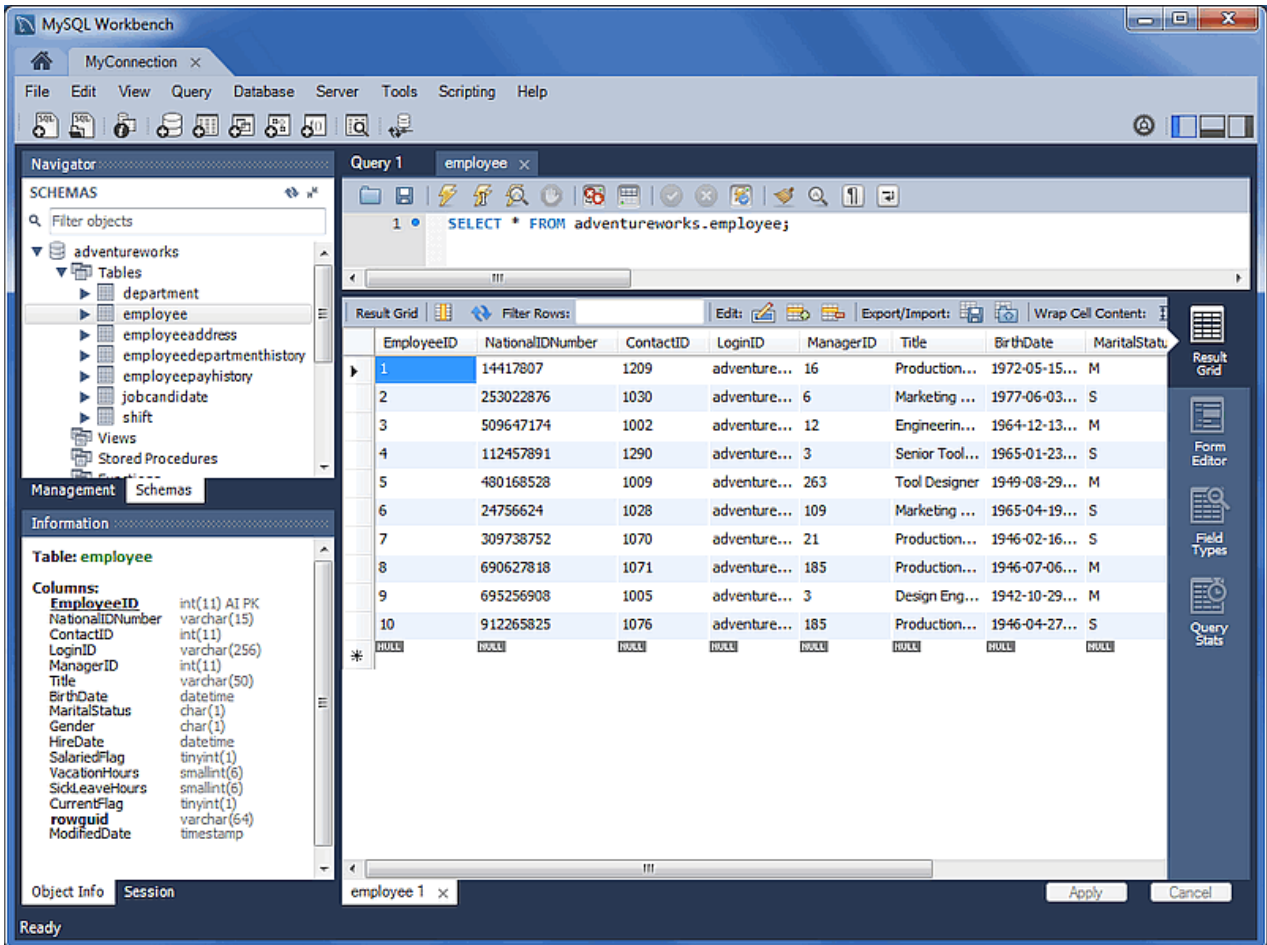 MySQL Workbench
MyConnection
File Edit View Query Database Server Tools Scripting Help
Navigator
SCHEMAS
Filter objects
adventureworks
Tables
department
employee
employeeaddress
employeedepartmenthistory
employeepayhistory
jobcandidate
shift
Views
Stored Procedures
Management Schemas
Information
Table: employee
Columns:
EmployeeID int(11) AI PK
NationalIDNumber varchar(15)
ContactID int(11)
LoginID varchar(256)
ManagerID int(11)
Title varchar(50)
BirthDate datetime
MaritalStatus char(1)
Gender char(1)
HireDate datetime
SalariedFlag tinyint(1)
VacationHours smallint(6)
SickLeaveHours smallint(6)
CurrentFlag tinyint(1)
rowguid varchar(64)
ModifiedDate timestamp
Object Info Session
Query 1 employee
1 SELECT * FROM adventureworks.employee;
Result Grid Filter Rows: Edit: Export/Import: Wrap Cell Content:
EmployeeID NationalIDNumber ContactID LoginID ManagerID Title BirthDate MaritalStatu
1 14417807 1209 adventure... 16 Production... 1972-05-15... M
2 253022876 1030 adventure... 6 Marketing ... 1977-06-03... S
3 509647174 1002 adventure... 12 Engineerin... 1964-12-13... M
4 112457891 1290 adventure... 3 Senior Tool... 1965-01-23... S
5 480168528 1009 adventure... 263 Tool Designer 1949-08-29... M
6 24756624 1028 adventure... 109 Marketing ... 1965-04-19... S
7 309738752 1070 adventure... 21 Production... 1946-02-16... S
8 690627818 1071 adventure... 185 Production... 1946-07-06... M
9 695256908 1005 adventure... 3 Design Eng... 1942-10-29... M
10 912265825 1076 adventure... 185 Production... 1946-04-27... S
NULL NULL NULL NULL NULL NULL NULL NULL
Result
Grid
Form
Editor
Field
Types
Query
Stats
employee 1
Apply Cancel
Ready